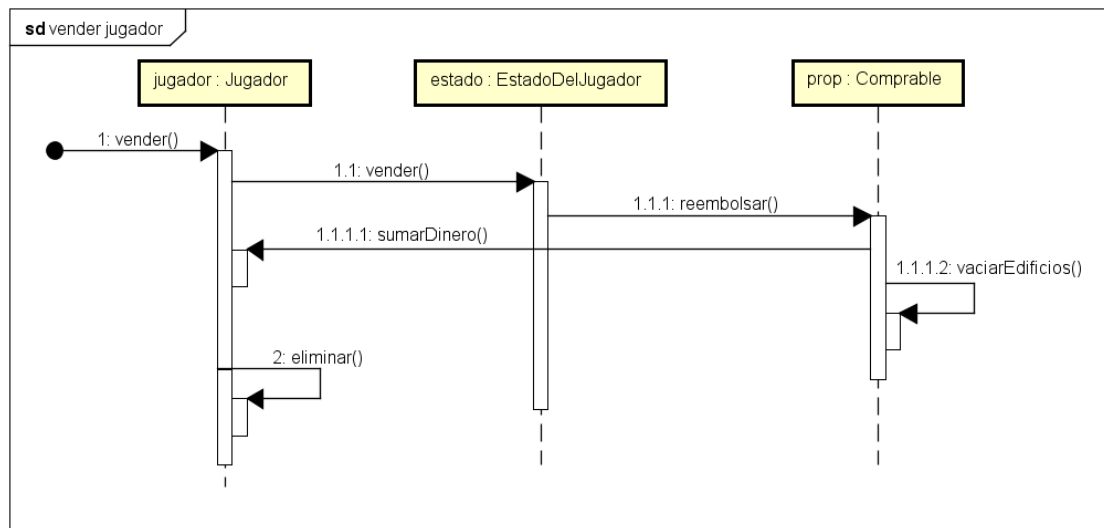 sd vender jugador
jugador : Jugador
estado : EstadoDelJugador
prop : Comprable
1: vender()
1.1: vender()
1.1.1: reembolsar()
1.1.1.1: sumarDinero()
1.1.1.2: vaciarEdificios()
2: eliminar()